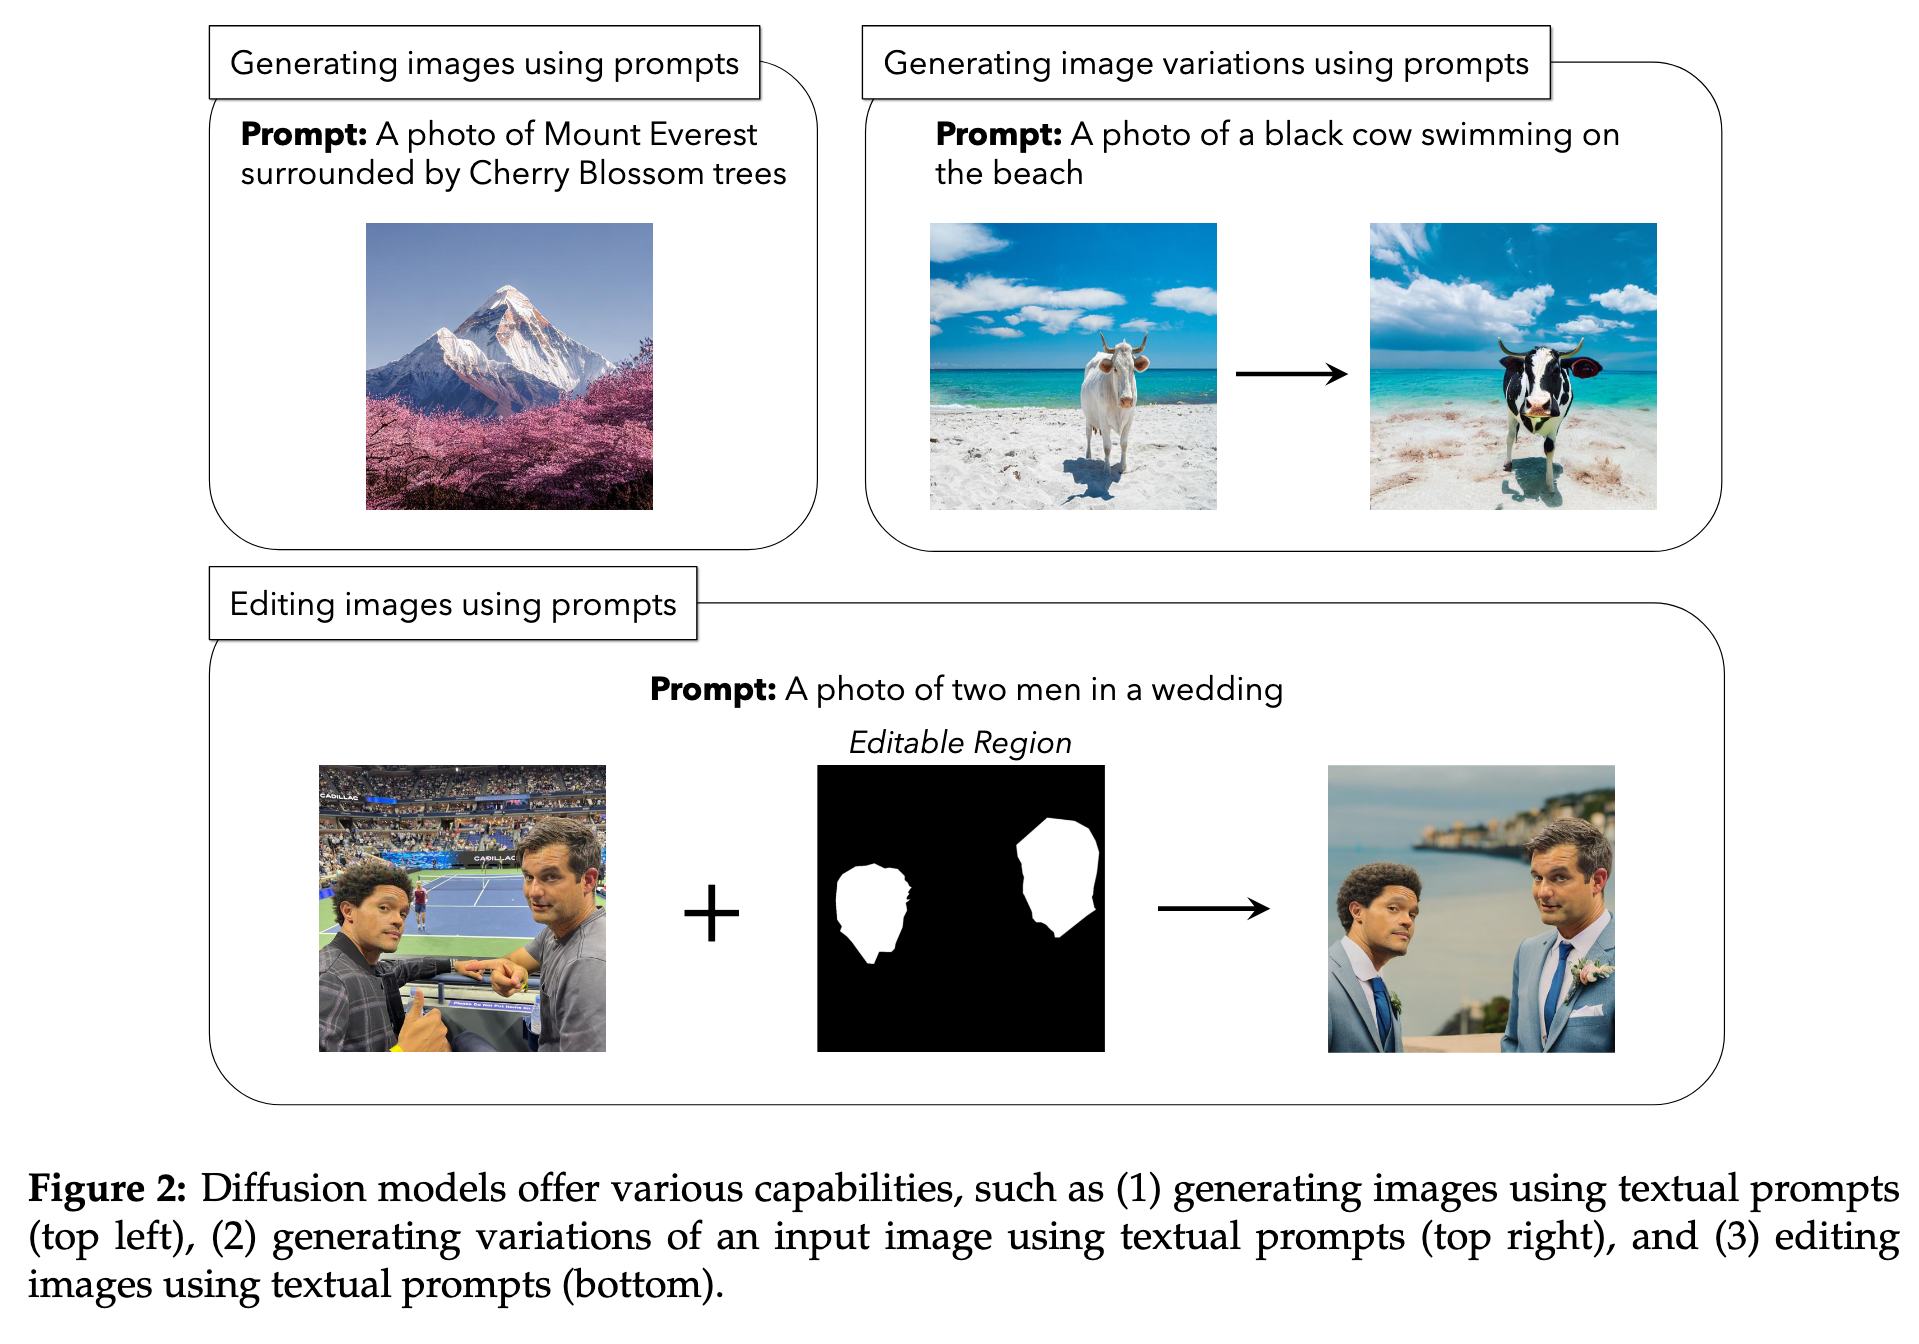 Generating images using prompts
Prompt: A photo of Mount Everest
surrounded by Cherry Blossom trees
Generating image variations using prompts
Prompt: A photo of a black cow swimming on
the beach
Editing images using prompts
Prompt: A photo of two men in a wedding
Editable Region
CADILLAC
CADILLAC
Figure 2: Diffusion models offer various capabilities, such as (1) generating images using textual prompts
(top left), (2) generating variations of an input image using textual prompts (top right), and (3) editing
images using textual prompts (bottom).